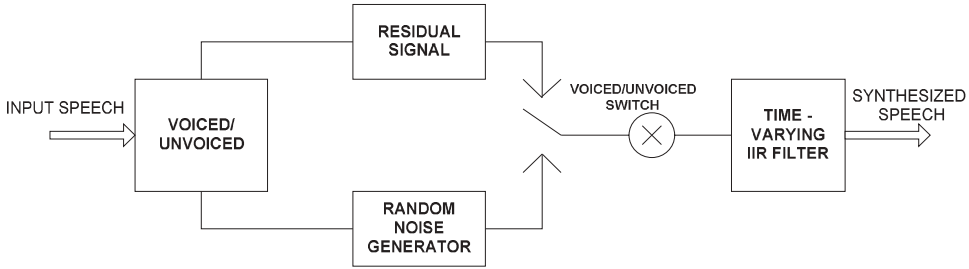 INPUT SPEECH
VOICED/
UNVOICED
RESIDUAL
SIGNAL
RANDOM
NOISE
GENERATOR
VOICED/UNVOICED
SWITCH
TIME -
VARYING
IIR FILTER
SYNTHESIZED
SPEECH